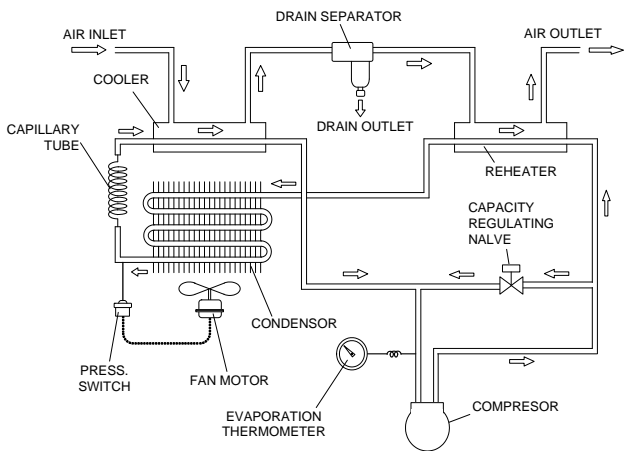 DRAIN SEPARATOR
AIR INLET
AIR OUTLET
COOLER
CAPILLARY
TUBE
DRAIN OUTLET
REHEATER
CAPACITY
REGULATING
NALVE
CONDENSOR
PRESS.
SWITCH
FAN MOTOR
EVAPORATION
THERMOMETER
COMPRESOR